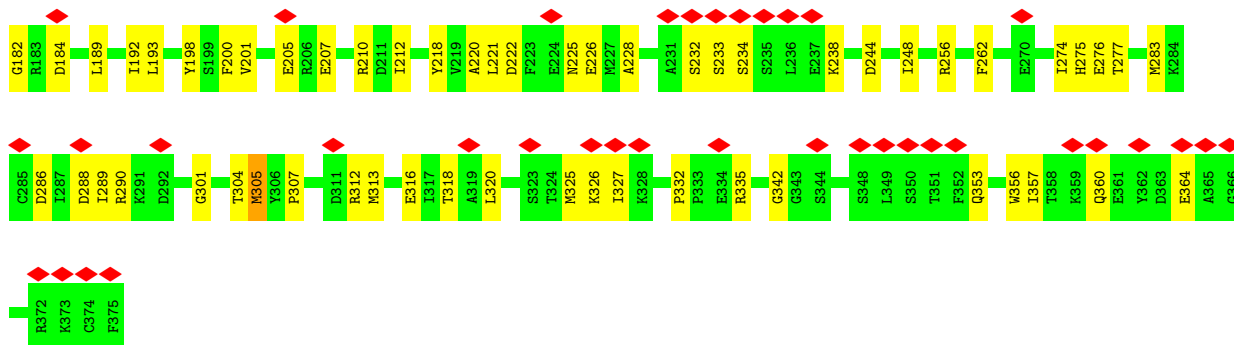 G182 R183 D184 L189 I192 L193 Y198 S199 F200 V201 E205 R206 E207 R210 D211 I212 Y218 V219 A220 L221 D222 F223 E224 N225 E226 M227 A228 A231 S232 S233 S234 S235 L236 E237 K238 D244 I248 R256 F262 E270 I274 H275 E276 T277 M283 K284
C285 D286 I287 D288 I289 R290 K291 D292 G301 T304 M305 Y306 P307 D311 R312 M313 E316 I317 T318 A319 L320 S323 T324 M325 K326 I327 K328 P332 P333 E334 R335 G342 G343 S344 S348 L349 S350 T351 F352 Q353 W356 I357 T358 K359 Q360 E361 Y362 D363 E364 A365 G366
R372 K373 C374 F375